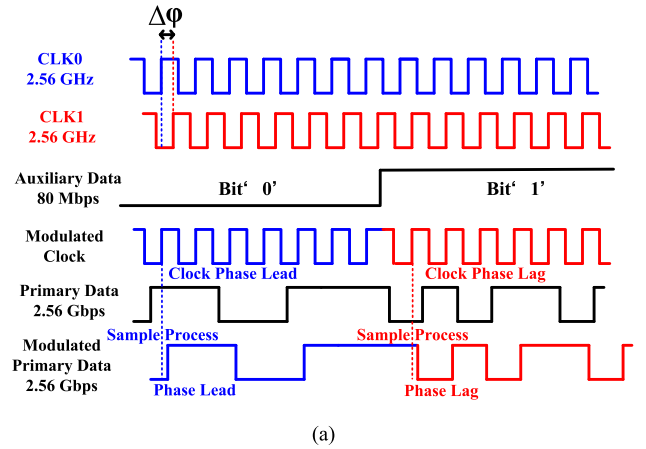 Δφ
CLK0
2.56 GHz
CLK1
2.56 GHz
Auxiliary Data
80 Mbps
Bit‘ 0’
Bit‘ 1’
Modulated
Clock
Clock Phase Lead
Clock Phase Lag
Primary Data
2.56 Gbps
Sample Process
Sample Process
Modulated
Primary Data
2.56 Gbps
Phase Lead
Phase Lag
(a)